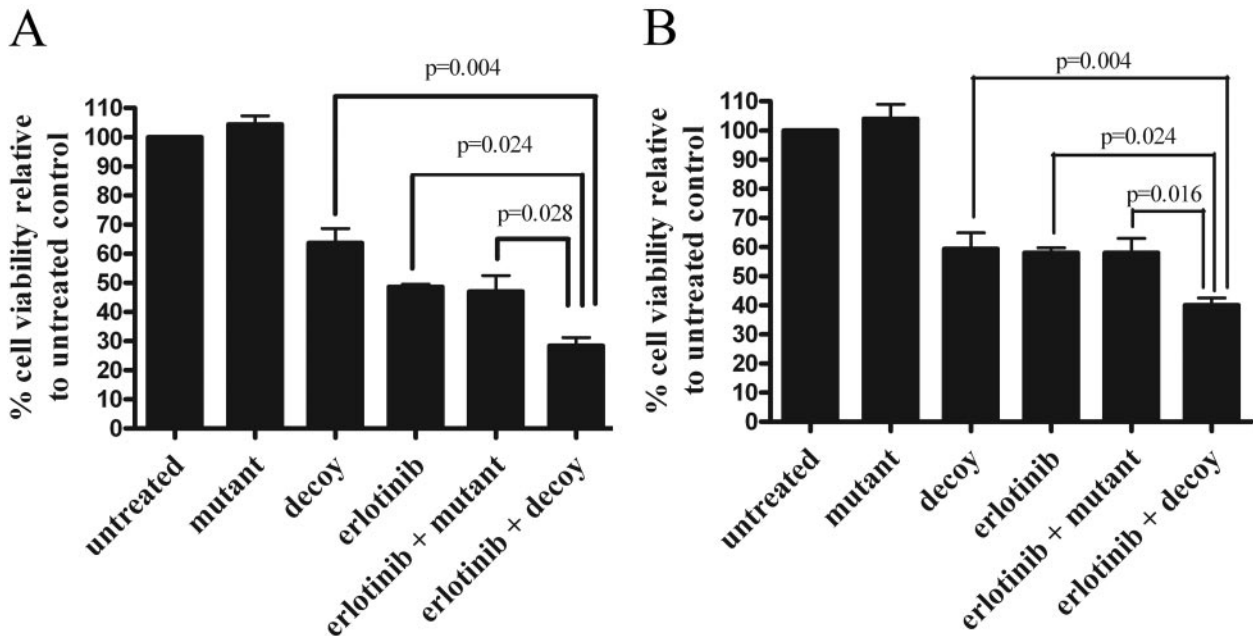 A
% cell viability relative
to untreated control
110
100
90
80
70
60
50
40
30
20
10
0
p=0.004
p=0.024
p=0.028
untreated
mutant
decoy
erlotinib
erlotinib + mutant
erlotinib + decoy
B
% cell viability relative
to untreated control
110
100
90
80
70
60
50
40
30
20
10
0
p=0.004
p=0.024
p=0.016
untreated
mutant
decoy
erlotinib
erlotinib + mutant
erlotinib + decoy